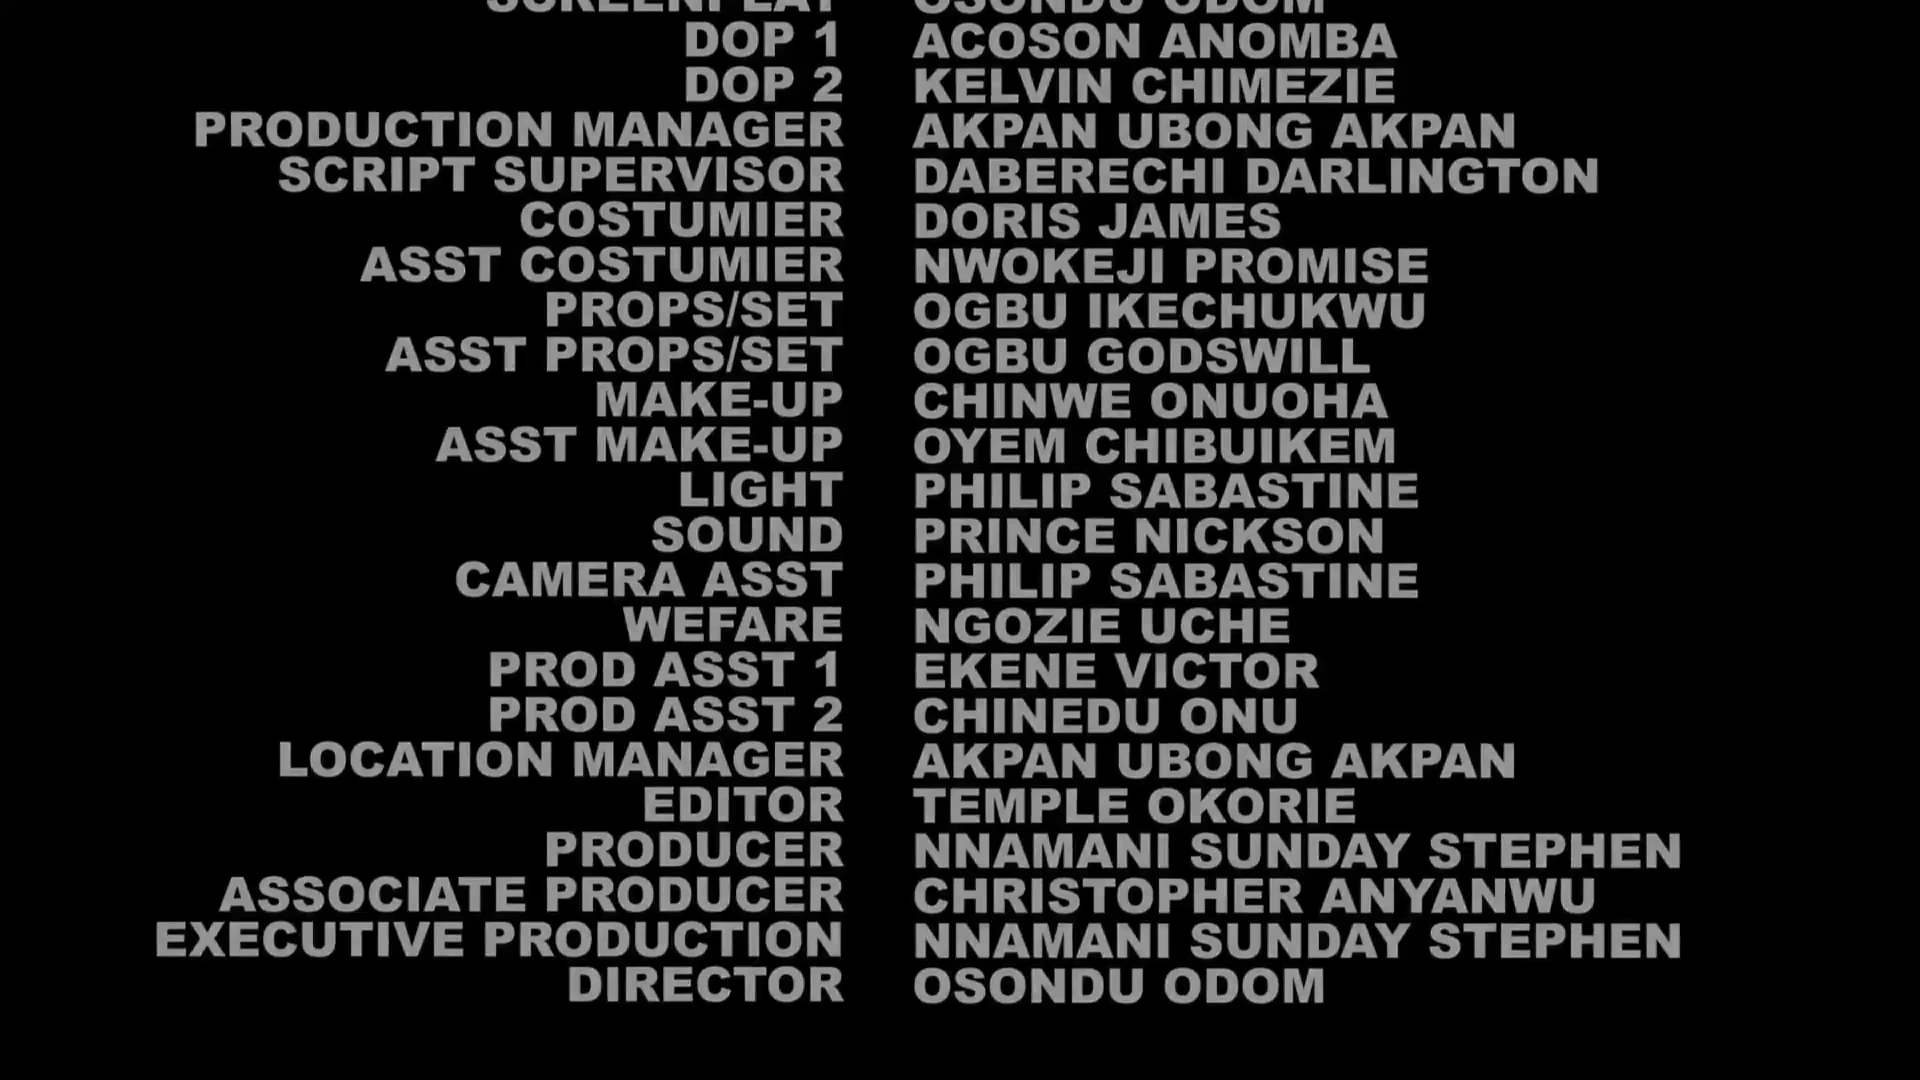 SCREENPLAY OSONDU ODOM
DOP 1 ACOSON ANOMBA
DOP 2 KELVIN CHIMEZIE
PRODUCTION MANAGER AKPAN UBONG AKPAN
SCRIPT SUPERVISOR DABERECHI DARLINGTON
COSTUMIER DORIS JAMES
ASST COSTUMIER NWOKEJI PROMISE
PROPS/SET OGBU IKECHUKWU
ASST PROPS/SET OGBU GODSWILL
MAKE-UP CHINWE ONUOHA
ASST MAKE-UP OYEM CHIBUIKEM
LIGHT PHILIP SABASTINE
SOUND PRINCE NICKSON
CAMERA ASST PHILIP SABASTINE
WEFARE NGOZIE UCHE
PROD ASST 1 EKENE VICTOR
PROD ASST 2 CHINEDU ONU
LOCATION MANAGER AKPAN UBONG AKPAN
EDITOR TEMPLE OKORIE
PRODUCER NNAMANI SUNDAY STEPHEN
ASSOCIATE PRODUCER CHRISTOPHER ANYANWU
EXECUTIVE PRODUCTION NNAMANI SUNDAY STEPHEN
DIRECTOR OSONDU ODOM